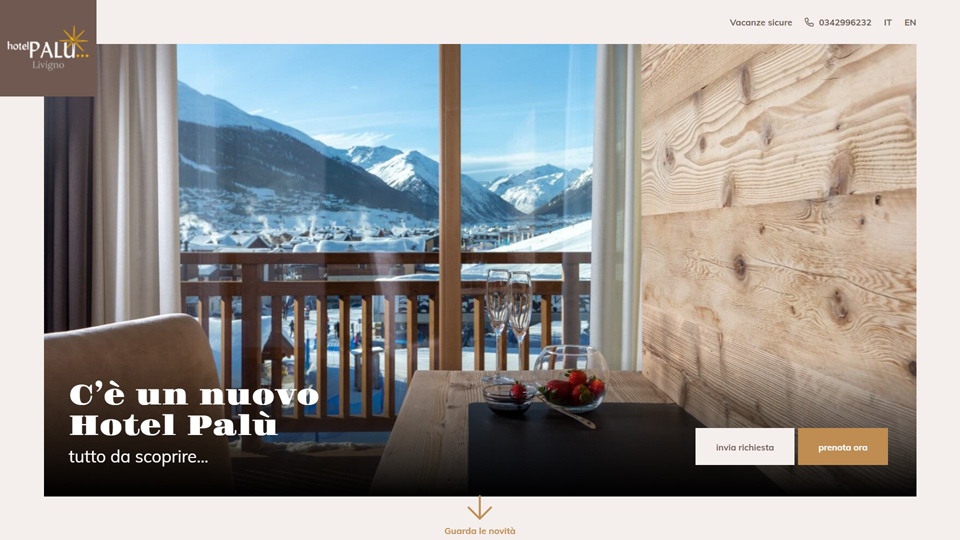 hotel PALÙ...
Livigno
Vacanze sicure
0342996232
IT
EN
C'è un nuovo
Hotel Palù
tutto da scoprire...
invia richiesta
prenota ora
Guarda le novità